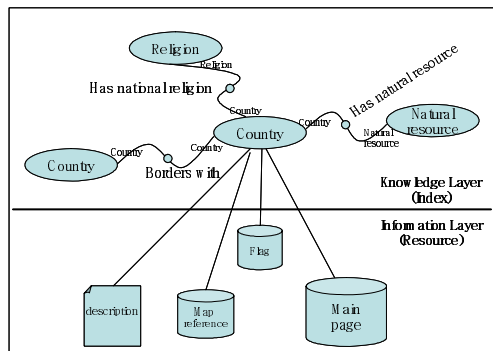 Religion
Religion
Has national religion
Has natural resource
Country
Country
Natural
resource
Country
Country
Country
Natural
resource
Country
Borders with
Knowledge Layer
(Index)
Information Layer
(Resource)
Flag
description
Map
reference
Main
page